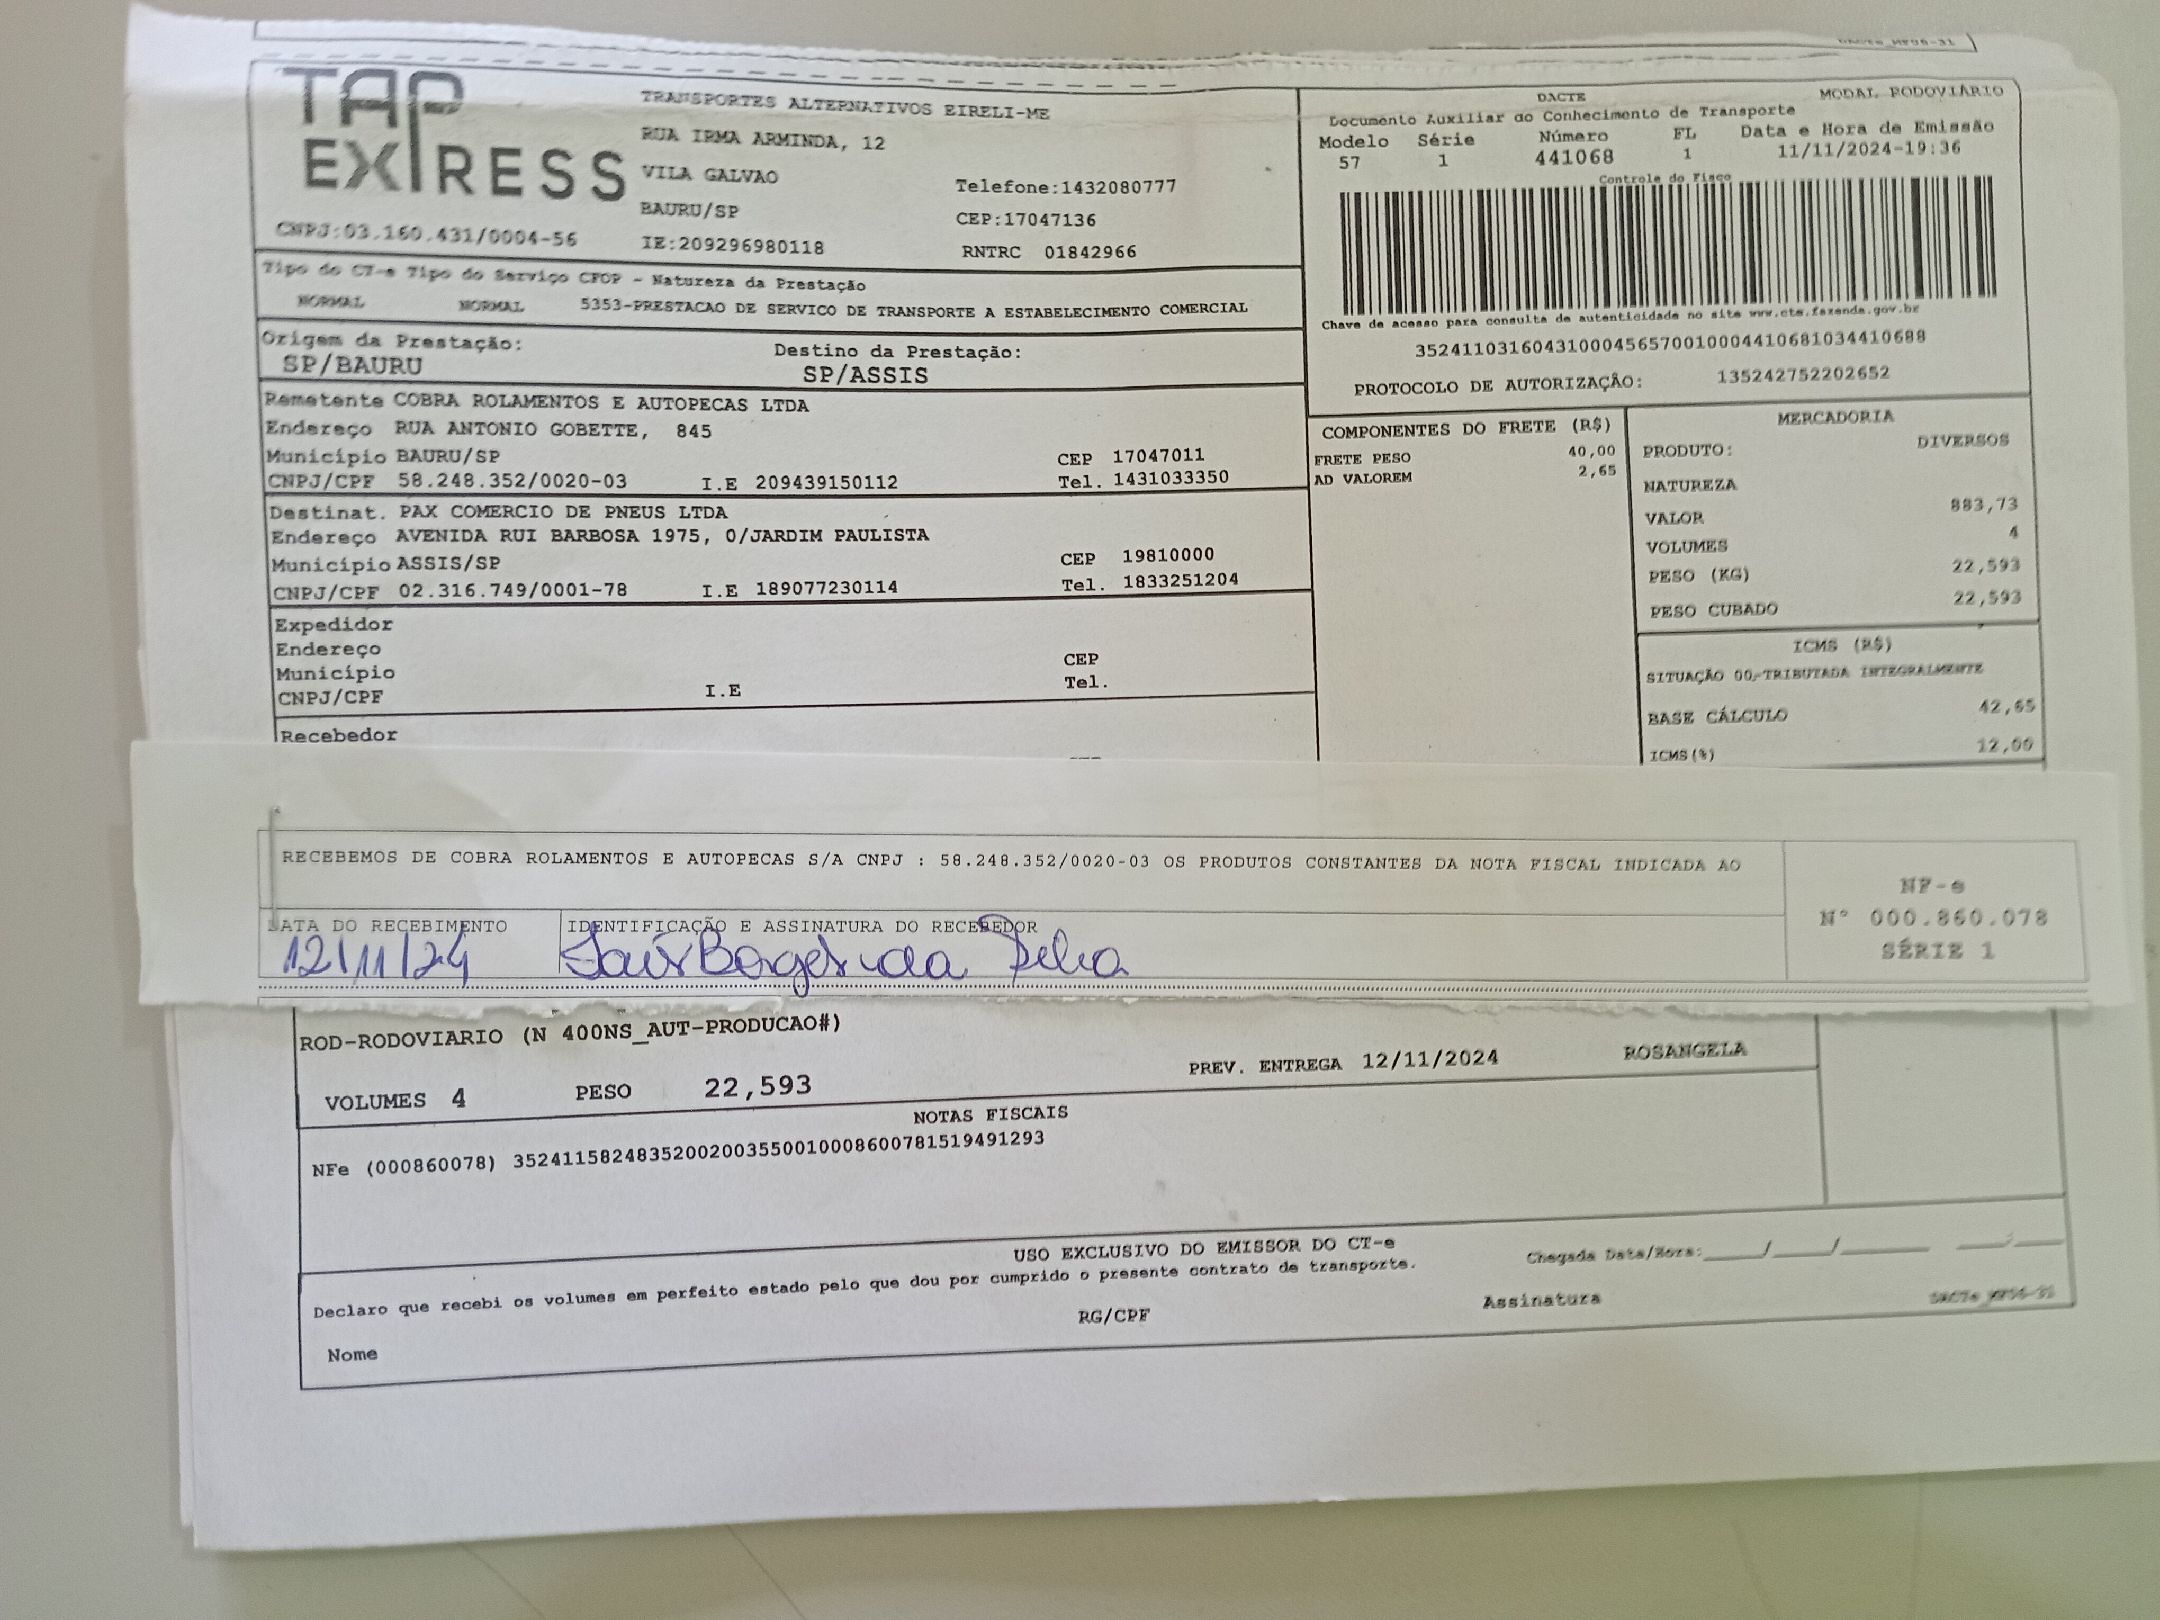 TAP
EXPRESS
CNPJ:03.160.431/0004-56
TRANSPORTES ALTERNATIVOS EIRELI-ME
RUA IRMA ARMINDA, 12
VILA GALVAO
Telefone:1432080777
BAURU/SP
CEP:17047136
IE:209296980118
RNTRC 01842966
DACTE
MODAL RODOVIÁRIO
Documento Auxiliar do Conhecimento de Transporte
Modelo Série Número FL Data e Hora de Emissão
57 1 441068 1 11/11/2024-19:36
Controle do Fisco
Chave de acesso para consulta de autenticidade no site www.cte.fazenda.gov.br
35241103160431000456570010004410681034410688
PROTOCOLO DE AUTORIZAÇÃO: 135242752202652
Tipo do CT-e Tipo do Serviço CFOP - Natureza da Prestação
NORMAL NORMAL 5353-PRESTACAO DE SERVICO DE TRANSPORTE A ESTABELECIMENTO COMERCIAL
Origem da Prestação: Destino da Prestação:
SP/BAURU SP/ASSIS
Remetente COBRA ROLAMENTOS E AUTOPECAS LTDA
Endereço RUA ANTONIO GOBETTE, 845
Município BAURU/SP CEP 17047011
CNPJ/CPF 58.248.352/0020-03 I.E 209439150112 Tel. 1431033350
Destinat. PAX COMERCIO DE PNEUS LTDA
Endereço AVENIDA RUI BARBOSA 1975, 0/JARDIM PAULISTA
Município ASSIS/SP CEP 19810000
CNPJ/CPF 02.316.749/0001-78 I.E 189077230114 Tel. 1833251204
Expedidor
Endereço
Município CEP
CNPJ/CPF I.E Tel.
Recebedor
COMPONENTES DO FRETE (R$)
FRETE PESO 40,00
AD VALOREM 2,65
MERCADORIA
PRODUTO: DIVERSOS
NATUREZA
VALOR 883,73
VOLUMES 4
PESO (KG) 22,593
PESO CUBADO 22,593
ICMS (R$)
SITUAÇÃO 00-TRIBUTADA INTEGRALMENTE
BASE CÁLCULO 42,65
ICMS(%) 12,00
RECEBEMOS DE COBRA ROLAMENTOS E AUTOPECAS S/A CNPJ : 58.248.352/0020-03 OS PRODUTOS CONSTANTES DA NOTA FISCAL INDICADA AO
DATA DO RECEBIMENTO IDENTIFICAÇÃO E ASSINATURA DO RECEBEDOR
12/11/24 Jair Borges da
NF-e
N° 000.860.078
SÉRIE 1
ROD-RODOVIARIO (N 400NS_AUT-PRODUCAO#)
VOLUMES 4 PESO 22,593 PREV. ENTREGA 12/11/2024 ROSANGELA
NOTAS FISCAIS
NFe (000860078) 35241158248352002003550010008600781519491293
USO EXCLUSIVO DO EMISSOR DO CT-e
Declaro que recebi os volumes em perfeito estado pelo que dou por cumprido o presente contrato de transporte.
Chegada Data/Hora:____/____/______ ___:___
Nome RG/CPF Assinatura